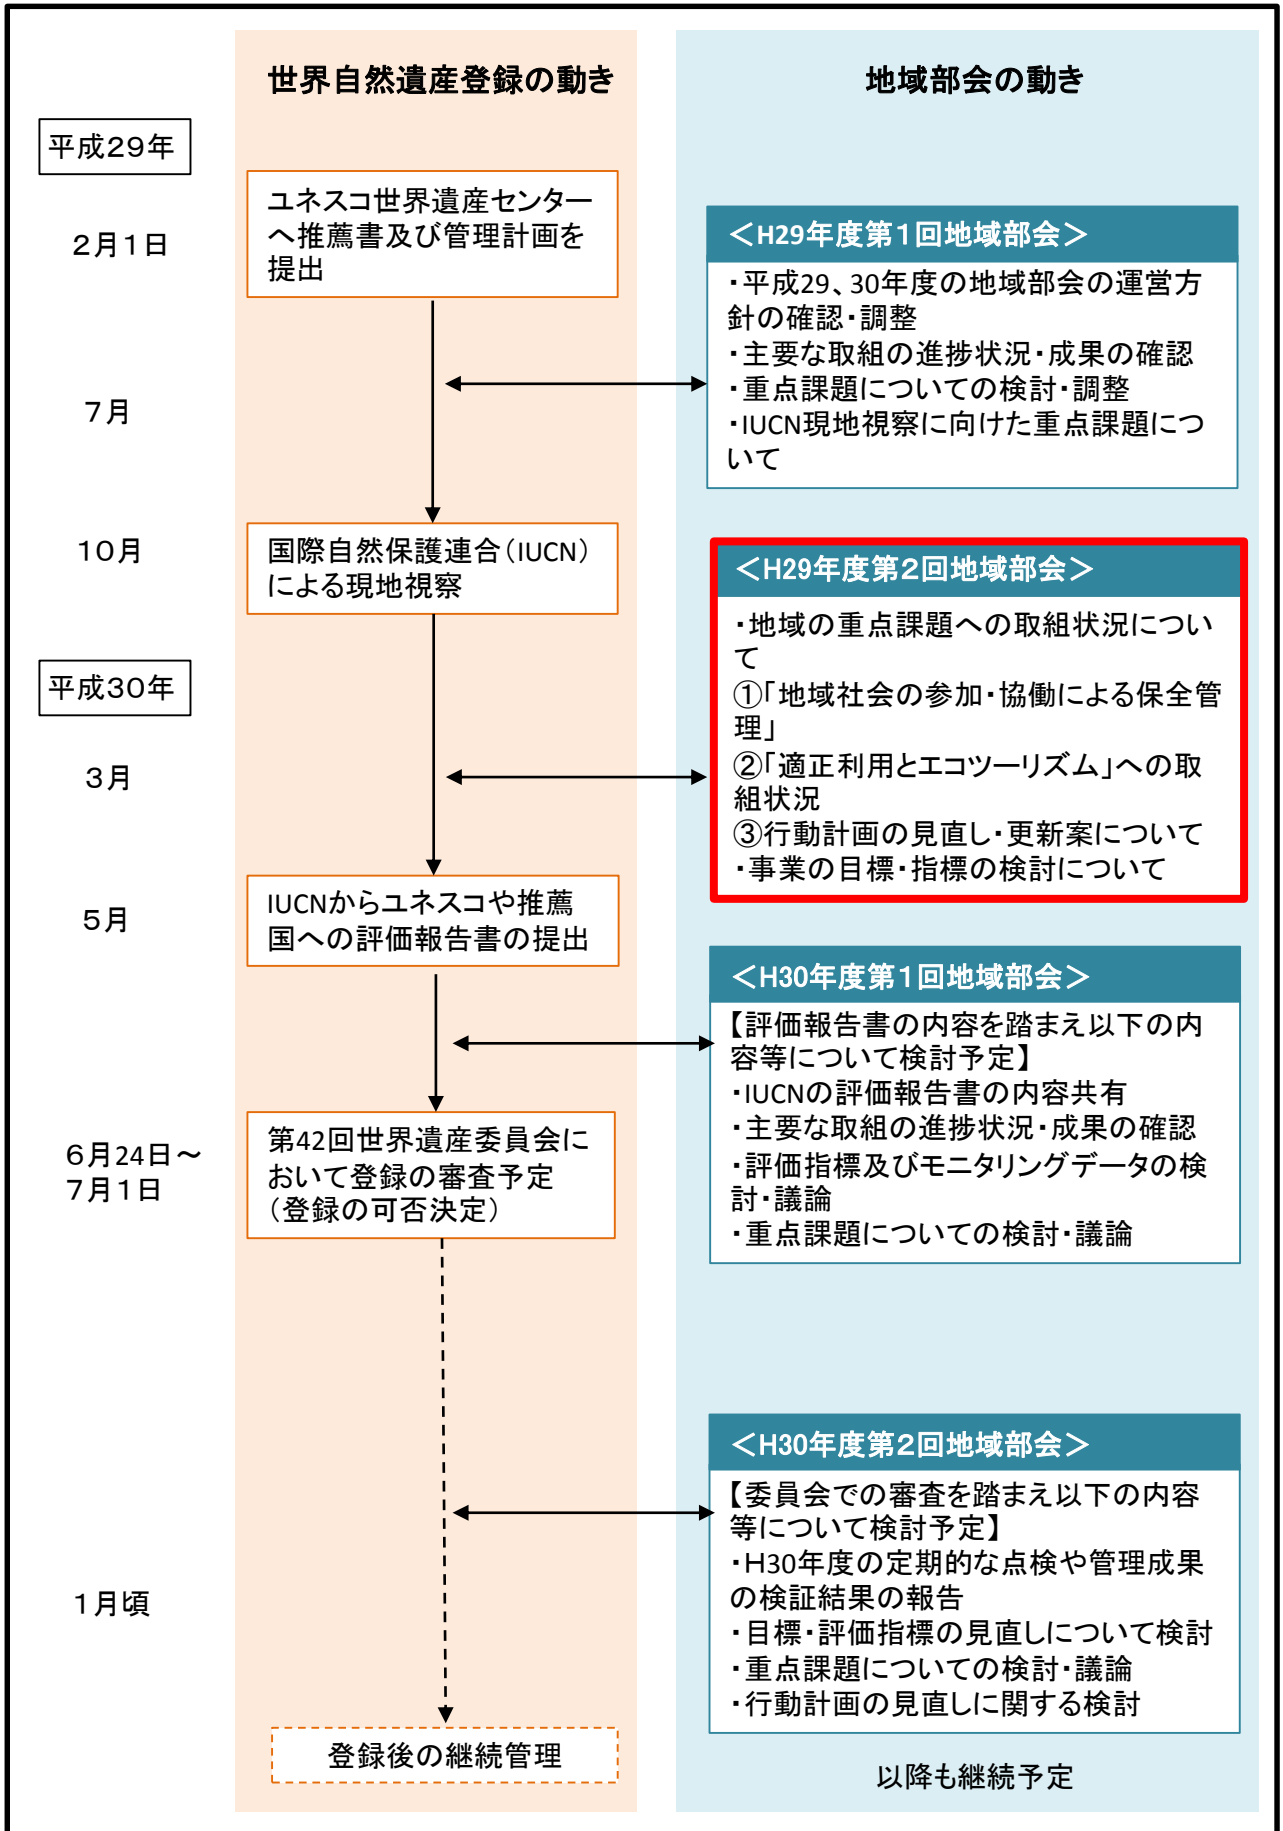 世界自然遺産登録の動き
地域部会の動き
平成29年
2月1日
ユネスコ世界遺産センター
へ推薦書及び管理計画を
提出
＜H29年度第1回地域部会＞
・平成29、30年度の地域部会の運営方
針の確認・調整
・主要な取組の進捗状況・成果の確認
・重点課題についての検討・調整
・IUCN現地視察に向けた重点課題につ
いて
7月
10月
国際自然保護連合（IUCN）
による現地視察
＜H29年度第2回地域部会＞
・地域の重点課題への取組状況につい
て
①「地域社会の参加・協働による保全管
理」
②「適正利用とエコツーリズム」への取
組状況
③行動計画の見直し・更新案について
・事業の目標・指標の検討について
平成30年
3月
5月
IUCNからユネスコや推薦
国への評価報告書の提出
＜H30年度第1回地域部会＞
【評価報告書の内容を踏まえ以下の内
容等について検討予定】
・IUCNの評価報告書の内容共有
・主要な取組の進捗状況・成果の確認
・評価指標及びモニタリングデータの検
討・議論
・重点課題についての検討・議論
6月24日～
7月1日
第42回世界遺産委員会に
おいて登録の審査予定
（登録の可否決定）
＜H30年度第2回地域部会＞
【委員会での審査を踏まえ以下の内容
等について検討予定】
・H30年度の定期的な点検や管理成果
の検証結果の報告
・目標・評価指標の見直しについて検討
・重点課題についての検討・議論
・行動計画の見直しに関する検討
1月頃
登録後の継続管理
以降も継続予定